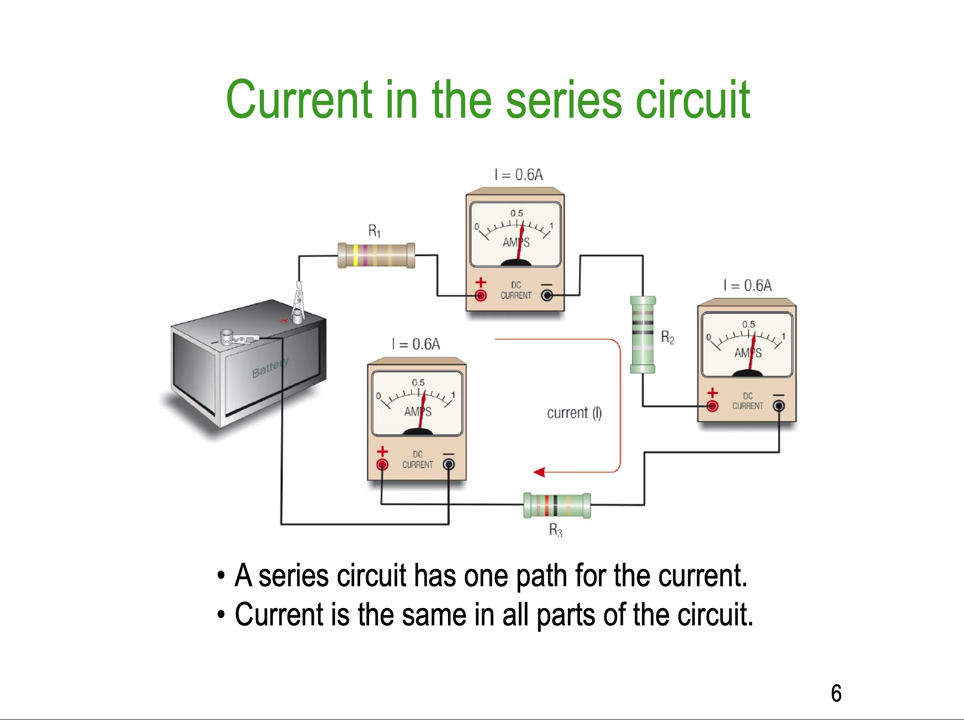 Current in the series circuit
I = 0.6A
0 0.5 1
AMPS
+ DC CURRENT −
R1
I = 0.6A
0 0.5 1
AMPS
+ DC CURRENT −
R2
− +
Battery
I = 0.6A
0 0.5 1
AMPS
+ DC CURRENT −
current (I)
R3
• A series circuit has one path for the current.
• Current is the same in all parts of the circuit.
6